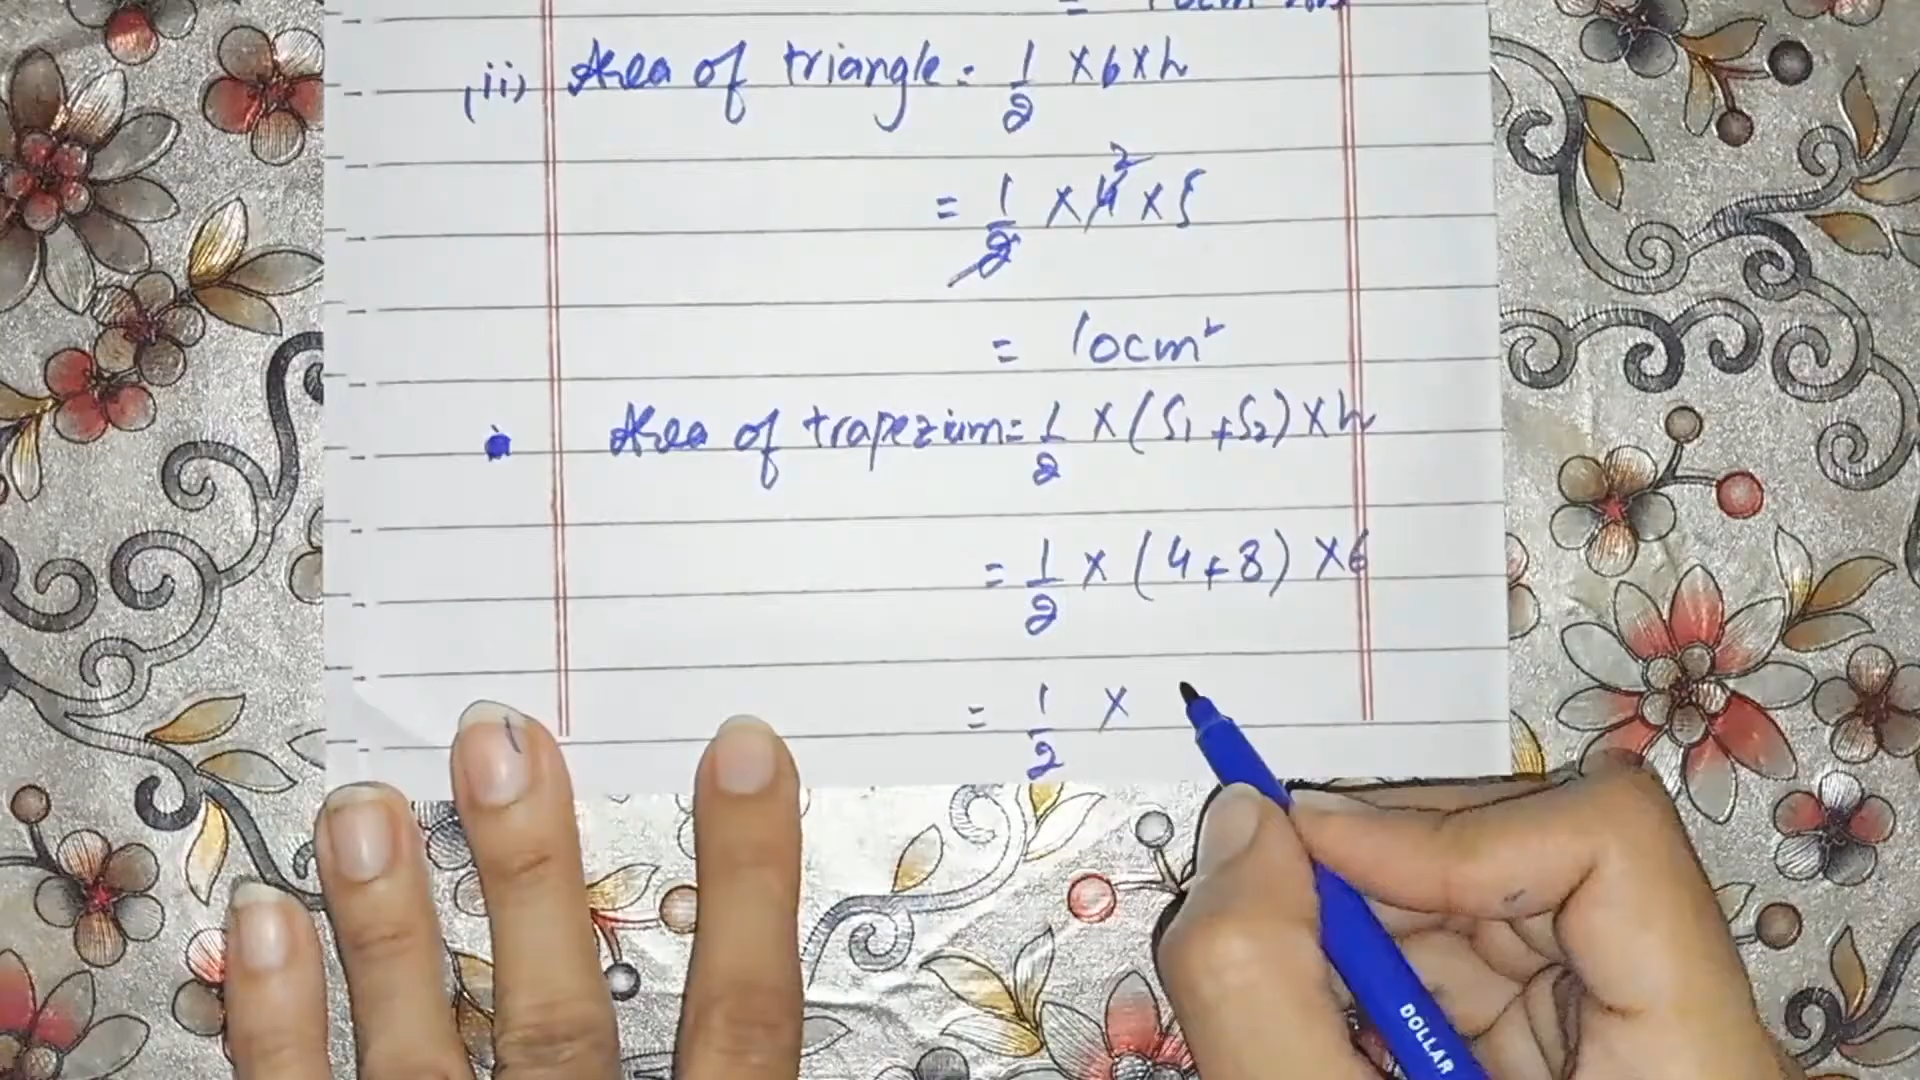 (ii) Area of triangle = 1/2 × b × h
= 1/2 × 4 2 × 5
= 10cm²
Area of trapezium = 1/2 × (S₁ + S₂) × h
= 1/2 × (4 + 8) × 6
= 1/2 ×
DOLLAR